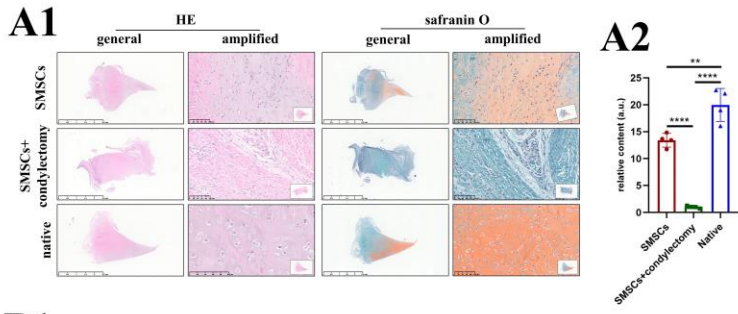 A1
HE
safranin O
general
amplified
general
amplified
SMSCs
SMSCs+
condylectomy
native
A2
relative content (a.u.)
25
20
15
10
5
0
**
****
****
SMSCs
SMSCs+condylectomy
Native